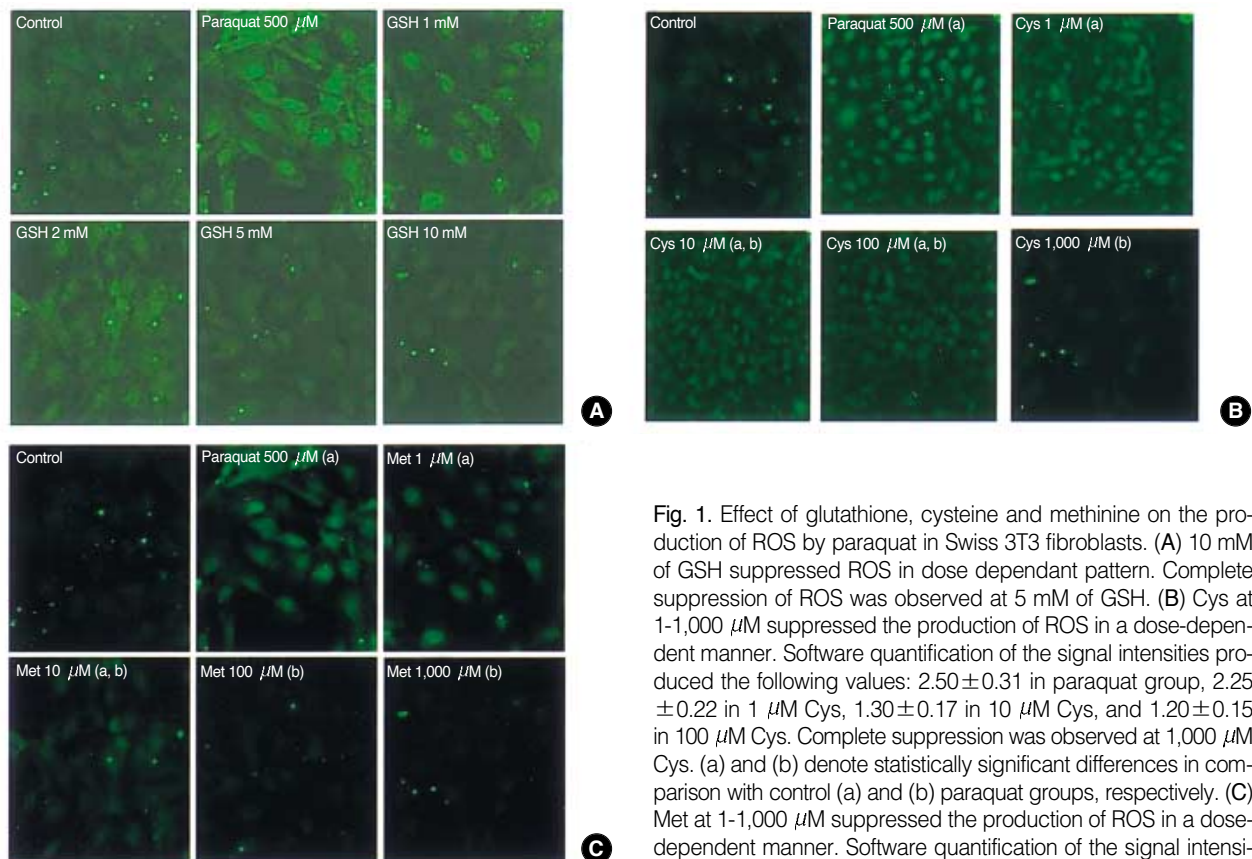 Control
Paraquat 500 μM
GSH 1 mM
GSH 2 mM
GSH 5 mM
GSH 10 mM
A
Control
Paraquat 500 μM (a)
Cys 1 μM (a)
Cys 10 μM (a, b)
Cys 100 μM (a, b)
Cys 1,000 μM (b)
B
Control
Paraquat 500 μM (a)
Met 1 μM (a)
Met 10 μM (a, b)
Met 100 μM (b)
Met 1,000 μM (b)
C
Fig. 1. Effect of glutathione, cysteine and methinine on the pro-
duction of ROS by paraquat in Swiss 3T3 fibroblasts. (A) 10 mM
of GSH suppressed ROS in dose dependant pattern. Complete
suppression of ROS was observed at 5 mM of GSH. (B) Cys at
1-1,000 μM suppressed the production of ROS in a dose-depen-
dent manner. Software quantification of the signal intensities pro-
duced the following values: 2.50±0.31 in paraquat group, 2.25
±0.22 in 1 μM Cys, 1.30±0.17 in 10 μM Cys, and 1.20±0.15
in 100 μM Cys. Complete suppression was observed at 1,000 μM
Cys. (a) and (b) denote statistically significant differences in com-
parison with control (a) and (b) paraquat groups, respectively. (C)
Met at 1-1,000 μM suppressed the production of ROS in a dose-
dependent manner. Software quantification of the signal intensi-